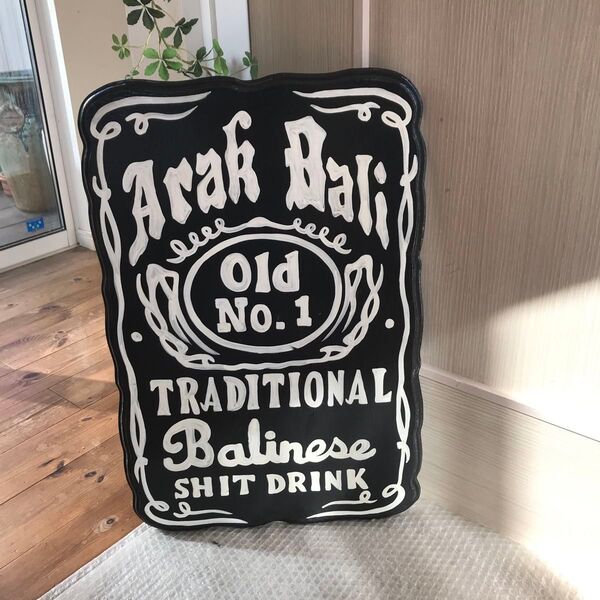 Arak Bali
Old
No. 1
TRADITIONAL
Balinese
SHIT DRINK